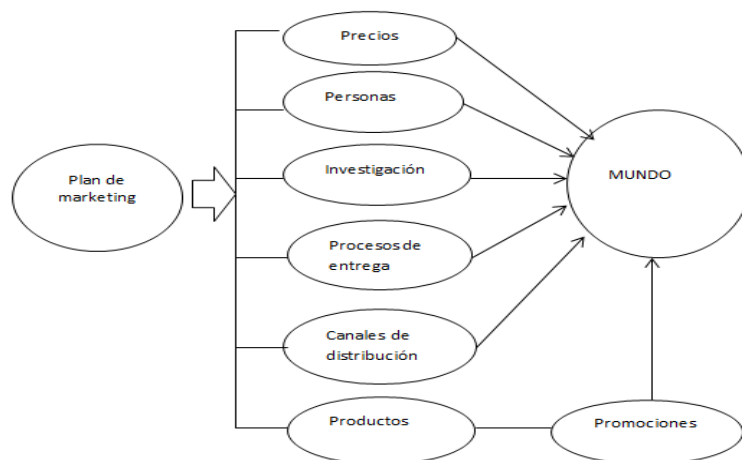 Precios
Personas
Investigación
Plan de
marketing
MUNDO
Procesos de
entrega
Canales de
distribución
Productos
Promociones